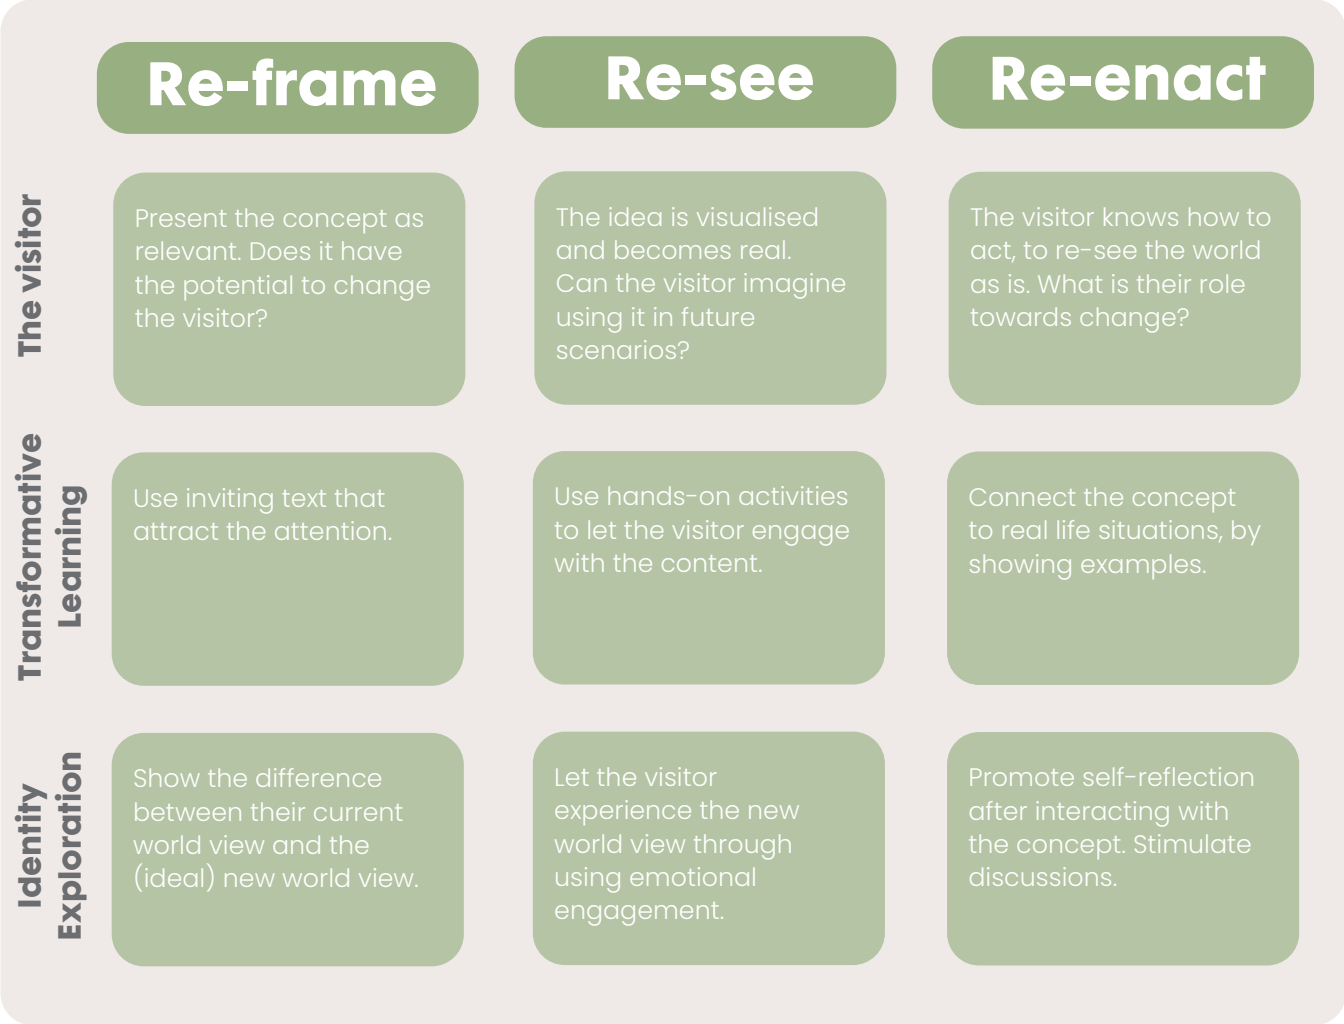 Re-frame
Re-see
Re-enact
The visitor
Present the concept as
relevant. Does it have
the potential to change
the visitor?
The idea is visualised
and becomes real.
Can the visitor imagine
using it in future
scenarios?
The visitor knows how to
act, to re-see the world
as is. What is their role
towards change?
Transformative
Learning
Use inviting text that
attract the attention.
Use hands-on activities
to let the visitor engage
with the content.
Connect the concept
to real life situations, by
showing examples.
Identity
Exploration
Show the difference
between their current
world view and the
(ideal) new world view.
Let the visitor
experience the new
world view through
using emotional
engagement.
Promote self-reflection
after interacting with
the concept. Stimulate
discussions.